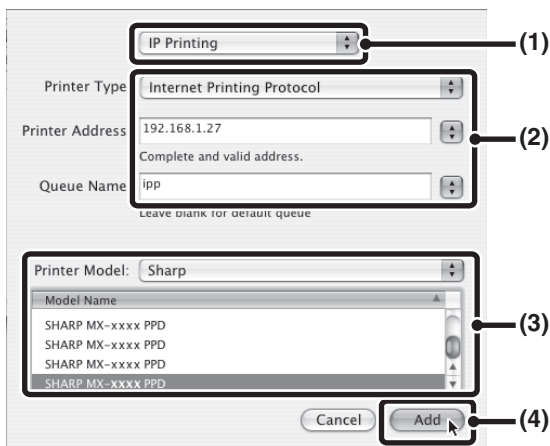 IP Printing
(1)
Printer Type Internet Printing Protocol
Printer Address 192.168.1.27
(2)
Complete and valid address.
Queue Name ipp
Leave blank for default queue
Printer Model: Sharp
Model Name
SHARP MX-xxxx PPD
(3)
SHARP MX-xxxx PPD
SHARP MX-xxxx PPD
SHARP MX-xxxx PPD
Cancel Add
(4)